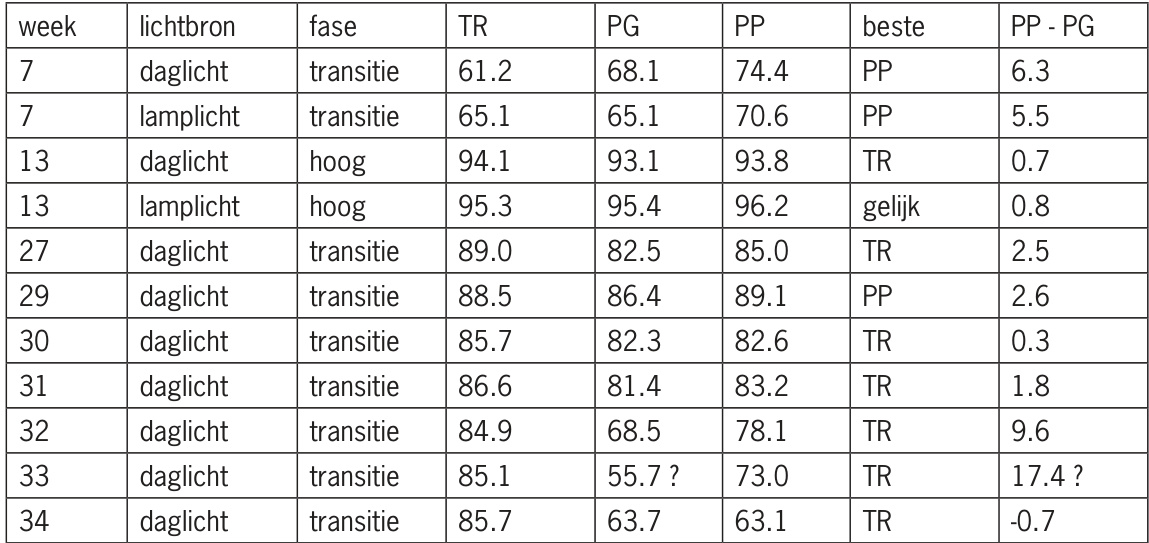 week lichtbron fase TR PG PP beste PP - PG
7 daglicht transitie 61.2 68.1 74.4 PP 6.3
7 lamplicht transitie 65.1 65.1 70.6 PP 5.5
13 daglicht hoog 94.1 93.1 93.8 TR 0.7
13 lamplicht hoog 95.3 95.4 96.2 gelijk 0.8
27 daglicht transitie 89.0 82.5 85.0 TR 2.5
29 daglicht transitie 88.5 86.4 89.1 PP 2.6
30 daglicht transitie 85.7 82.3 82.6 TR 0.3
31 daglicht transitie 86.6 81.4 83.2 TR 1.8
32 daglicht transitie 84.9 68.5 78.1 TR 9.6
33 daglicht transitie 85.1 55.7 ? 73.0 TR 17.4 ?
34 daglicht transitie 85.7 63.7 63.1 TR -0.7